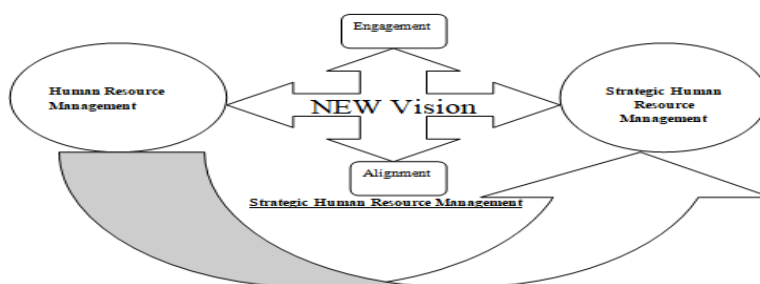 Engagement
Human Resource
Management
NEW Vision
Strategic Human
Resource
Management
Alignment
Strategic Human Resource Management